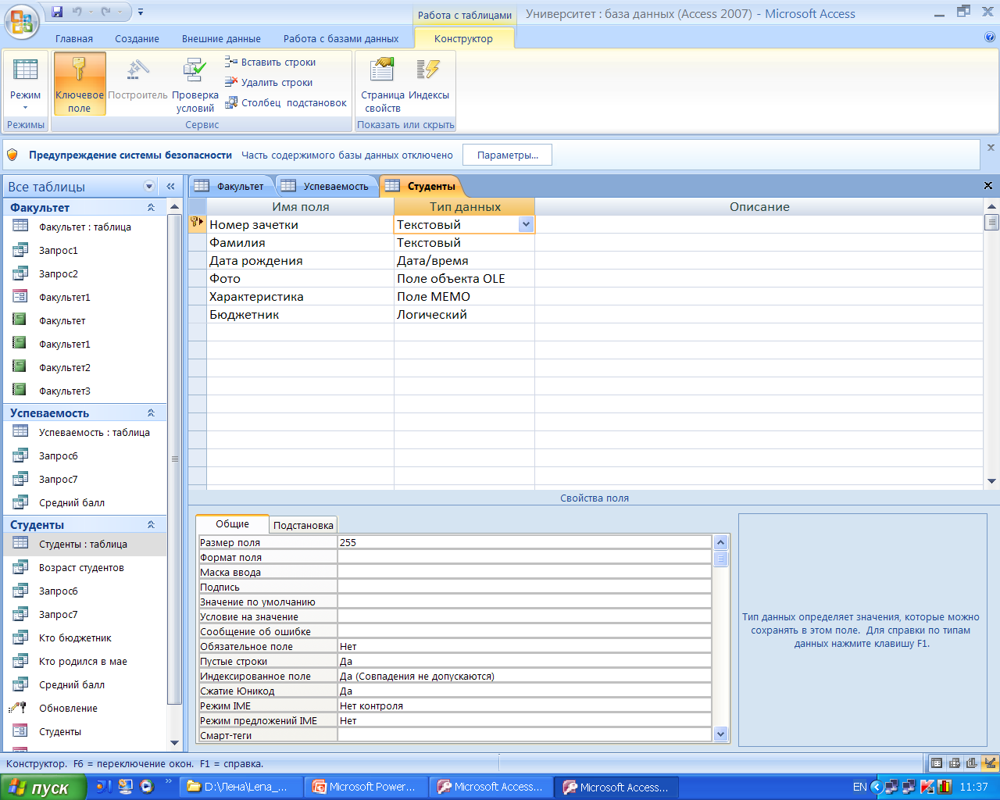 Работа с таблицами
Университет : база данных (Access 2007) - Microsoft Access
Главная
Создание
Внешние данные
Работа с базами данных
Конструктор
Режим
Ключевое поле
Построитель
Проверка условий
Вставить строки
Удалить строки
Столбец подстановок
Страница свойств
Индексы
Режимы
Сервис
Показать или скрыть
Предупреждение системы безопасности
Часть содержимого базы данных отключено
Параметры...
Все таблицы
Факультет
Факультет : таблица
Запрос1
Запрос2
Факультет1
Факультет
Факультет1
Факультет2
Факультет3
Успеваемость
Успеваемость : таблица
Запрос6
Запрос7
Средний балл
Студенты
Студенты : таблица
Возраст студентов
Запрос6
Запрос7
Кто бюджетник
Кто родился в мае
Средний балл
Обновление
Студенты
Факультет
Успеваемость
Студенты
Имя поля
Тип данных
Описание
Номер зачетки
Текстовый
Фамилия
Текстовый
Дата рождения
Дата/время
Фото
Поле объекта OLE
Характеристика
Поле МЕМО
Бюджетник
Логический
Свойства поля
Общие
Подстановка
Размер поля
255
Формат поля
Маска ввода
Подпись
Значение по умолчанию
Условие на значение
Сообщение об ошибке
Обязательное поле
Нет
Пустые строки
Да
Индексированное поле
Да (Совпадения не допускаются)
Сжатие Юникод
Да
Режим IME
Нет контроля
Режим предложений IME
Нет
Смарт-теги
Тип данных определяет значения, которые можно
сохранять в этом поле. Для справки по типам
данных нажмите клавишу F1.
Конструктор. F6 = переключение окон. F1 = справка.
пуск
D:\Лена\Lena_...
Microsoft Power...
Microsoft Access...
Microsoft Access...
EN
11:37